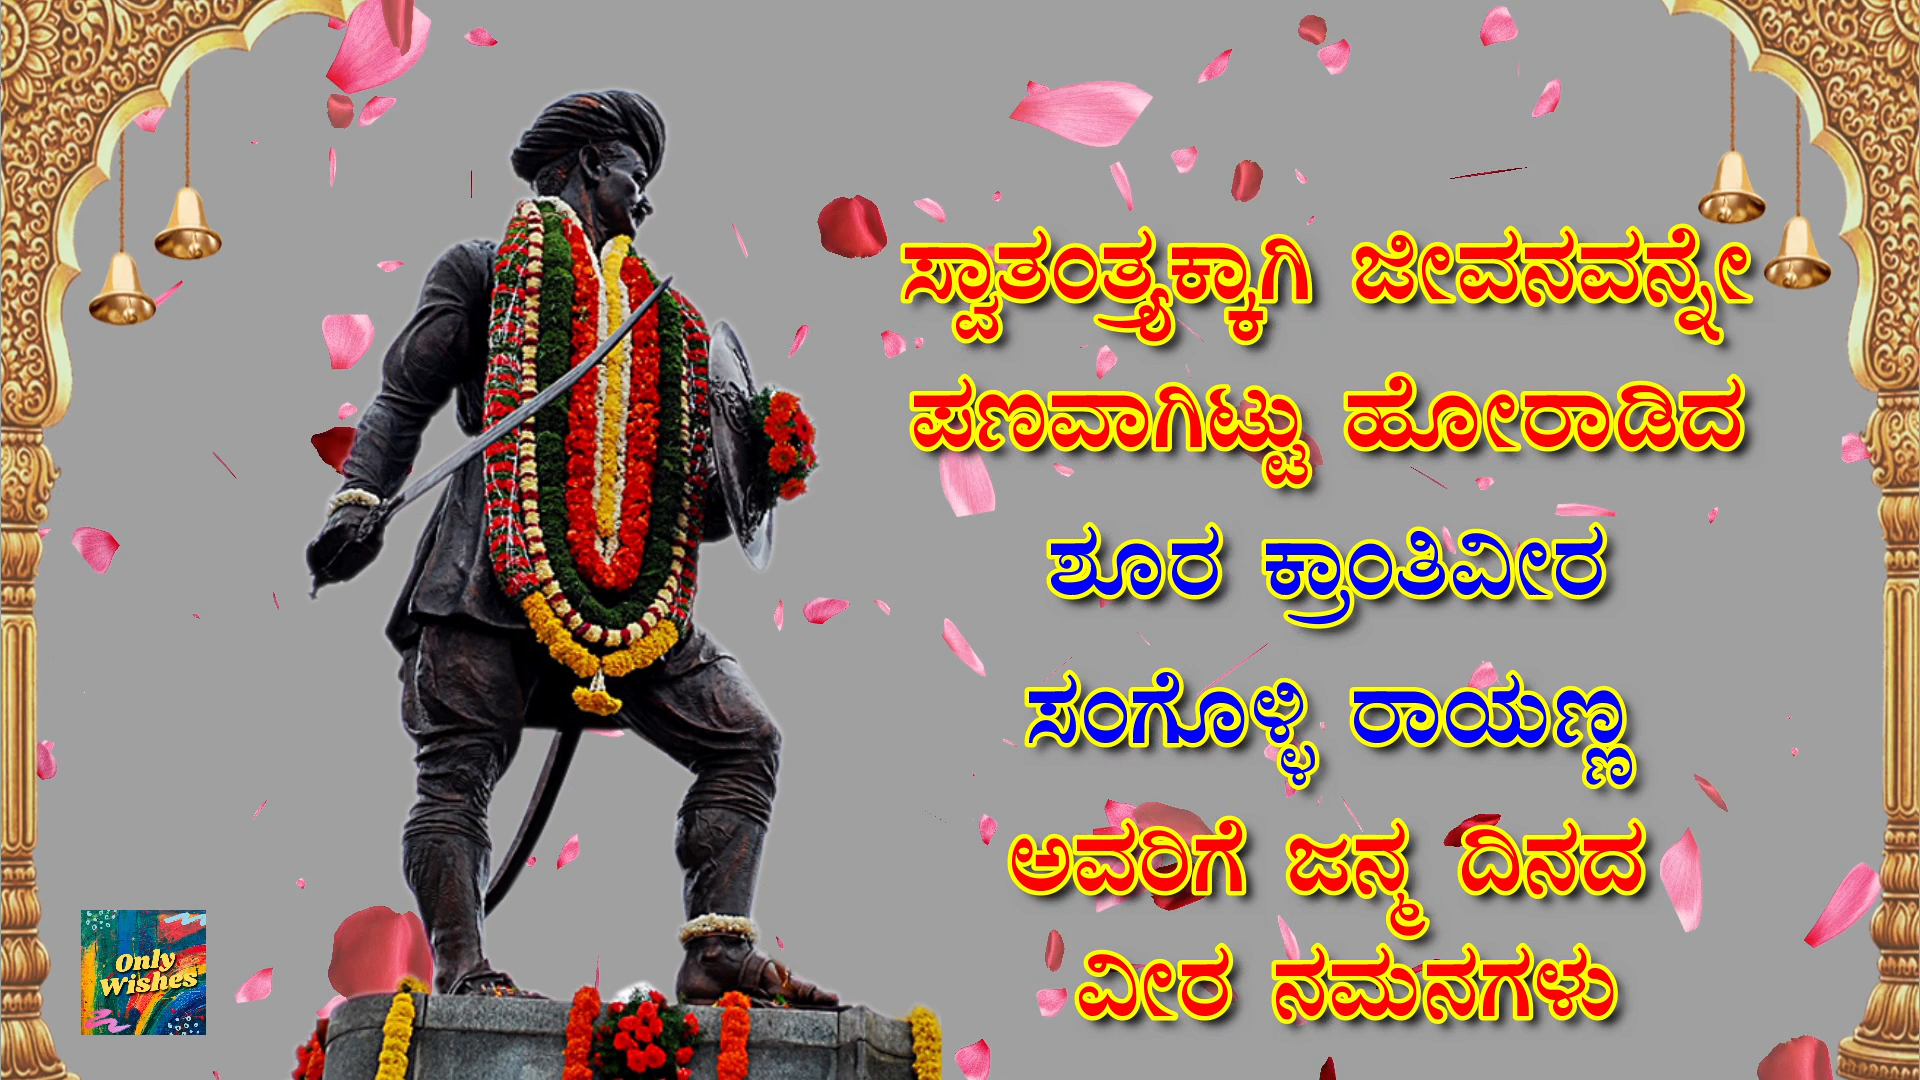 ಸ್ವಾತಂತ್ರ್ಯಕ್ಕಾಗಿ ಜೀವನವನ್ನೇ
ಪಣವಾಗಿಟ್ಟು ಹೋರಾಡಿದ
ಶೂರ ಕ್ರಾಂತಿವೀರ
ಸಂಗೊಳ್ಳಿ ರಾಯಣ್ಣ
ಅವರಿಗೆ ಜನ್ಮ ದಿನದ
ವೀರ ನಮನಗಳು
Only
Wishes